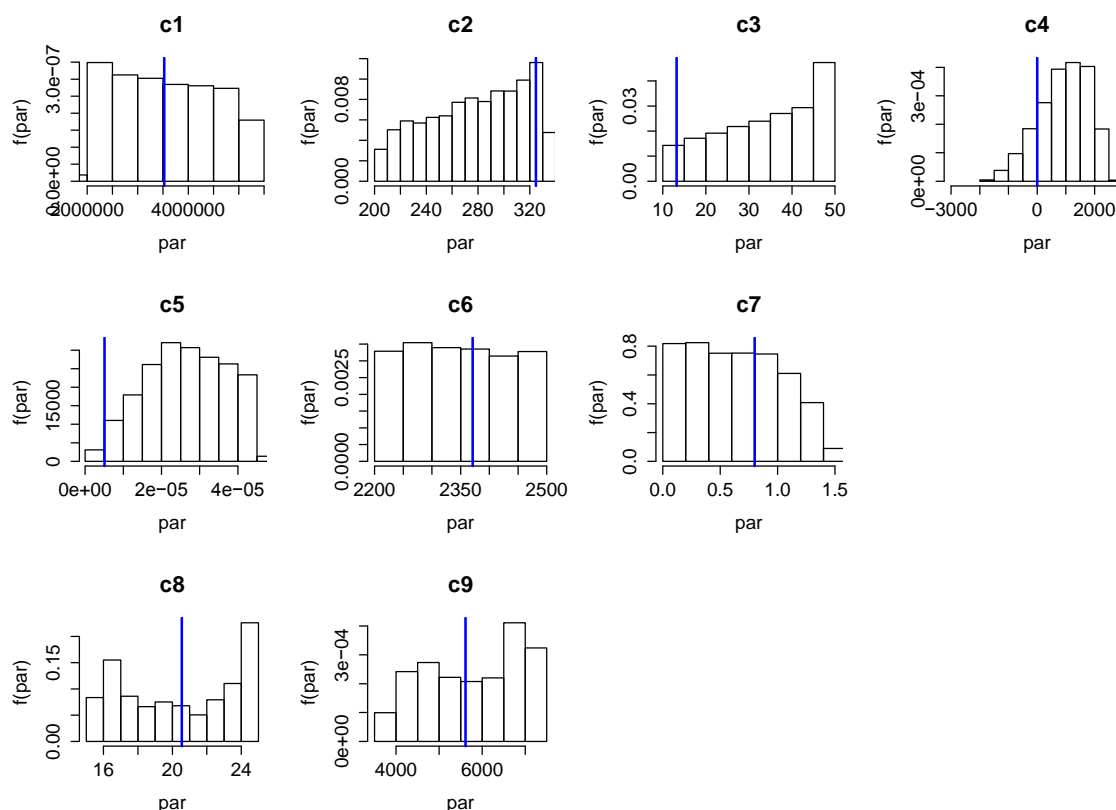 c1
f(par)
0.0e+00
3.0e−07
2000000
4000000
par
c2
f(par)
0.000
0.008
200
240
280
320
par
c3
f(par)
0.00
0.03
10
20
30
40
50
par
c4
f(par)
0e+00
3e−04
−3000
0
2000
par
c5
f(par)
0
15000
0e+00
2e−05
4e−05
par
c6
f(par)
0.0000
0.0025
2200
2350
2500
par
c7
f(par)
0.0
0.4
0.8
0.0
0.5
1.0
1.5
par
c8
f(par)
0.00
0.15
16
20
24
par
c9
f(par)
0e+00
3e−04
4000
6000
par